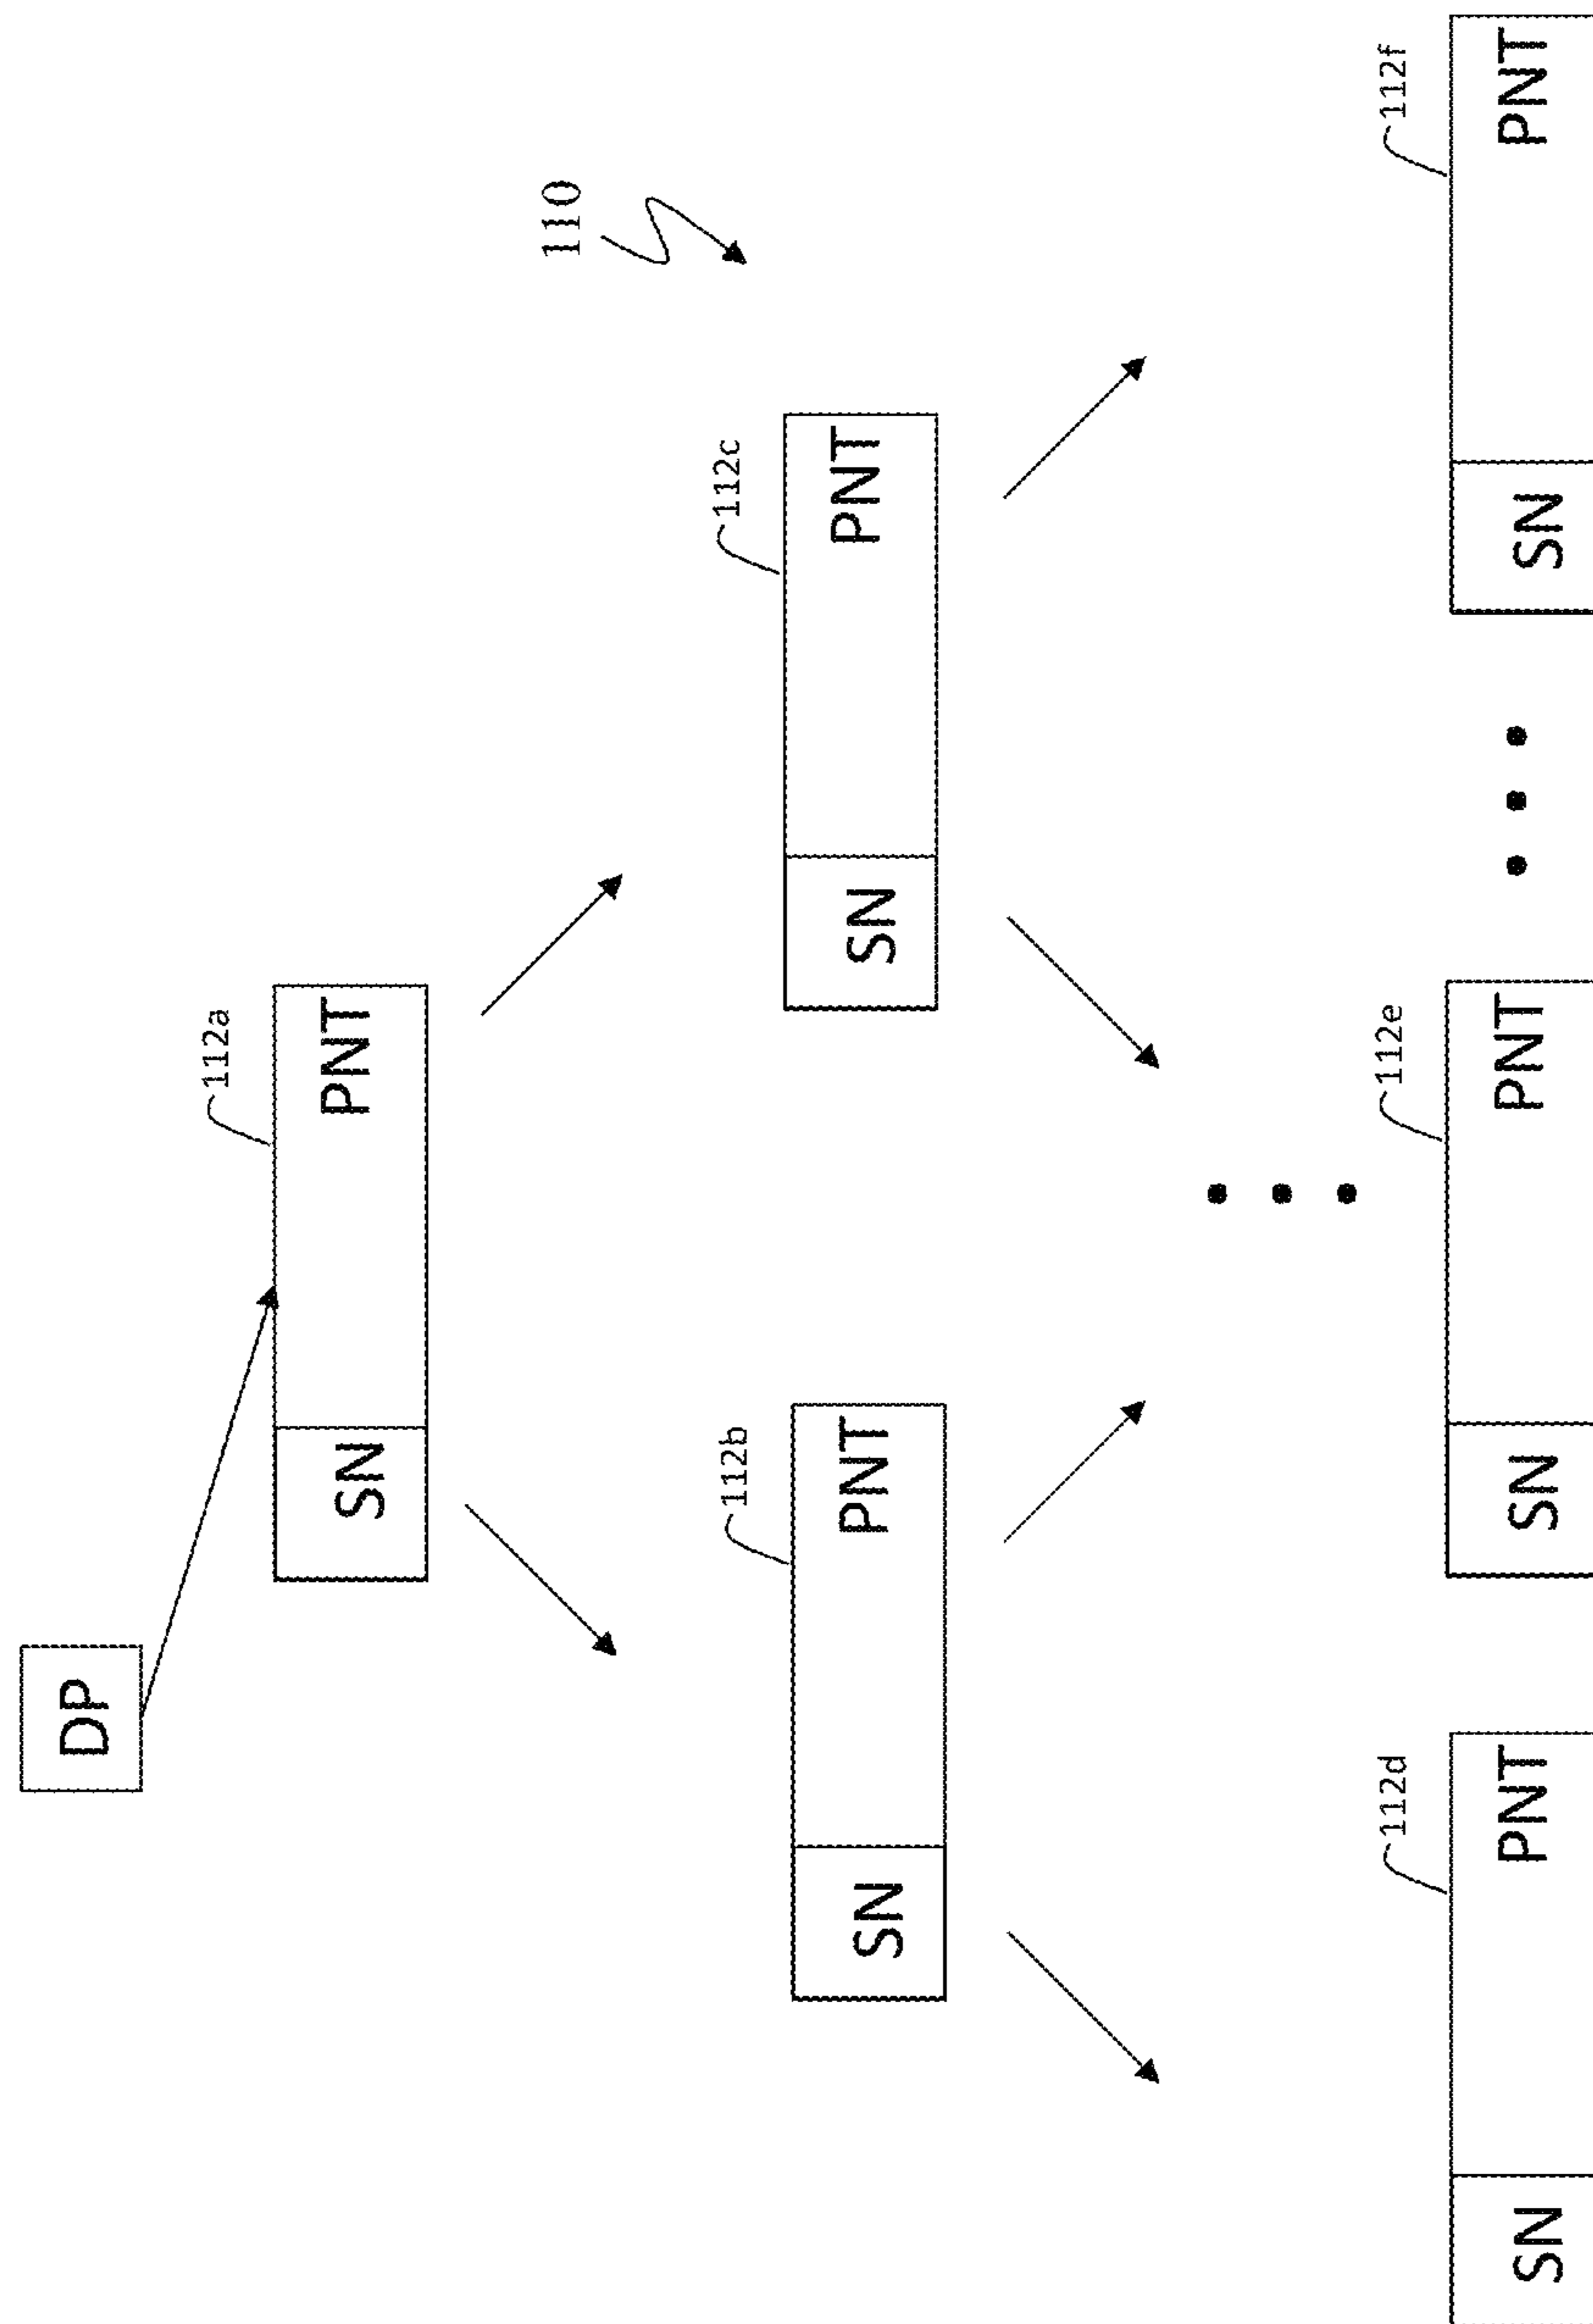 DP
112a
SN PNT
110
112b 112c
SN PNT SN PNT
112d 112e 112f
SN PNT SN PNT SN PNT